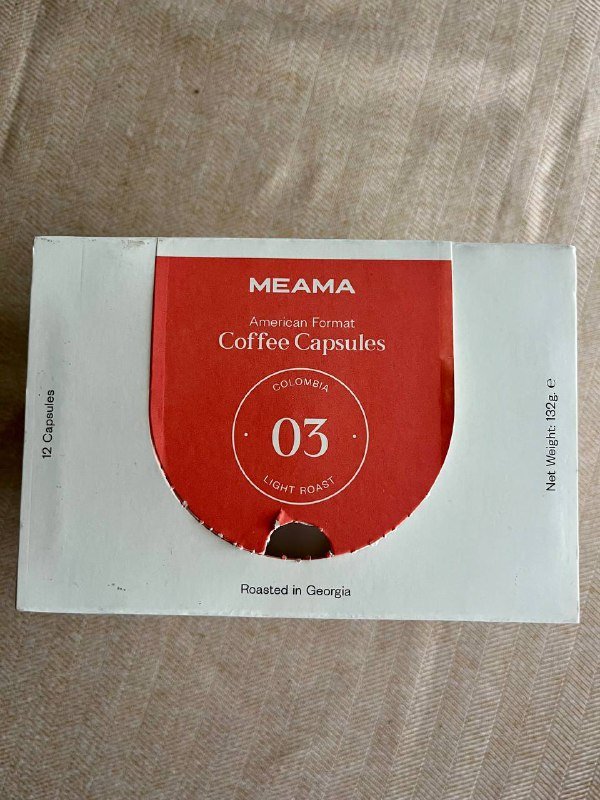 MEAMA
American Format
Coffee Capsules
COLOMBIA
03
LIGHT ROAST
12 Capsules
Net Weight: 132g. e
Roasted in Georgia